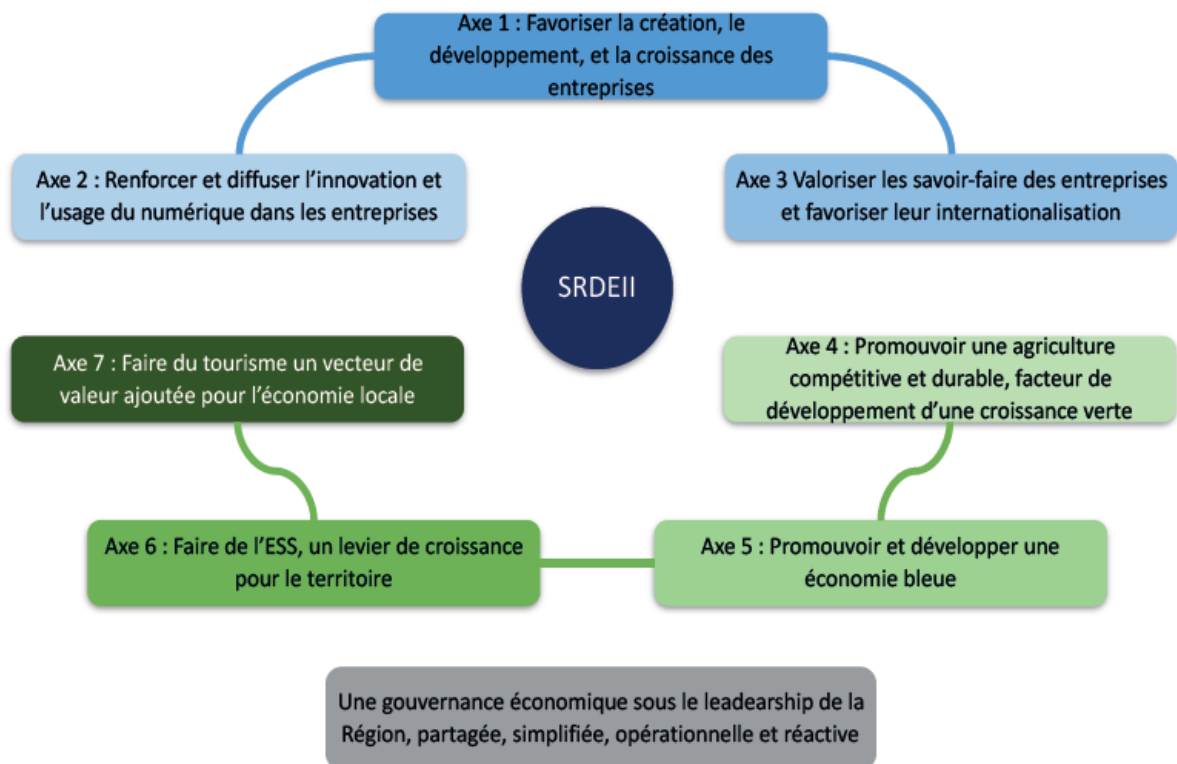 Axe 1 : Favoriser la création, le
développement, et la croissance des
entreprises
Axe 2 : Renforcer et diffuser l’innovation et
l’usage du numérique dans les entreprises
Axe 3 Valoriser les savoir-faire des entreprises
et favoriser leur internationalisation
SRDEII
Axe 7 : Faire du tourisme un vecteur de
valeur ajoutée pour l’économie locale
Axe 4 : Promouvoir une agriculture
compétitive et durable, facteur de
développement d’une croissance verte
Axe 6 : Faire de l’ESS, un levier de croissance
pour le territoire
Axe 5 : Promouvoir et développer une
économie bleue
Une gouvernance économique sous le leadearship de la
Région, partagée, simplifiée, opérationnelle et réactive